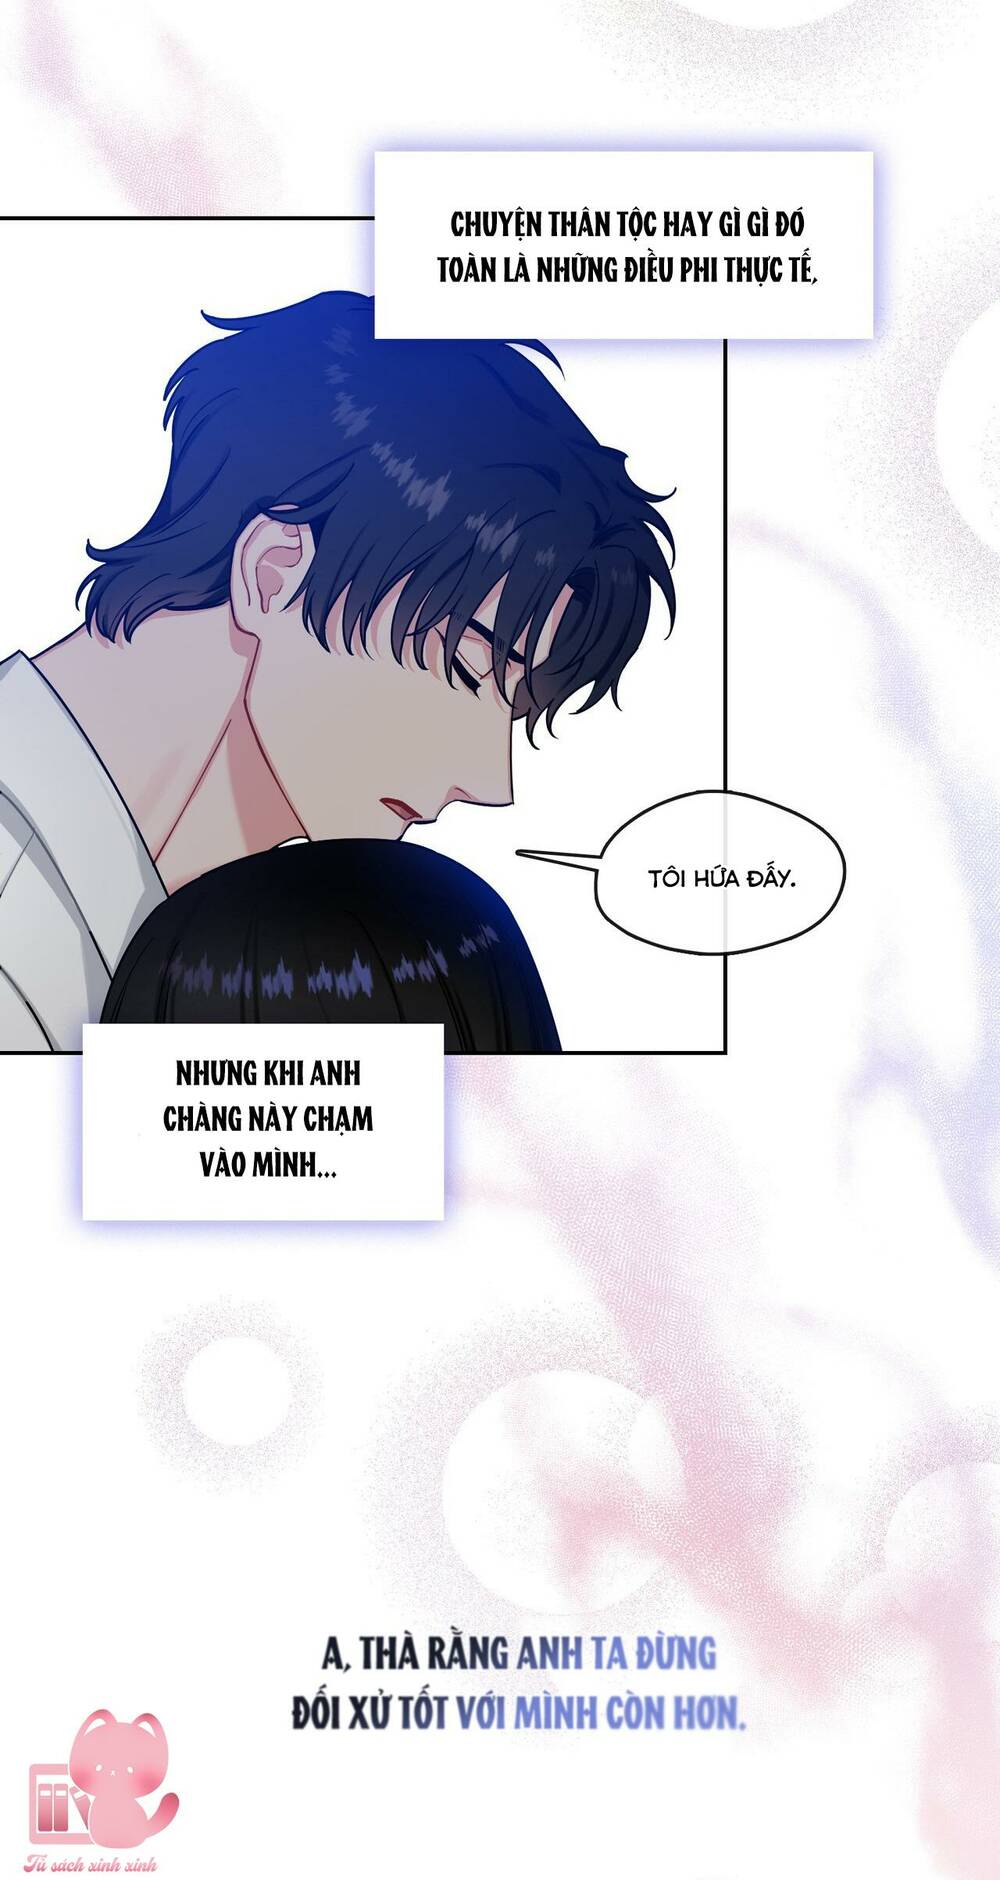 CHUYỆN THÂN TỘC HAY GÌ GÌ ĐÓ
TOÀN LÀ NHỮNG ĐIỀU PHI THỰC TẾ,
TÔI HỨA ĐẤY.
NHƯNG KHI ANH
CHÀNG NÀY CHẠM
VÀO MÌNH...
A, THÀ RẰNG ANH TA ĐỪNG
ĐỐI XỬ TỐT VỚI MÌNH CÒN HƠN.
Tủ sách xinh xinh